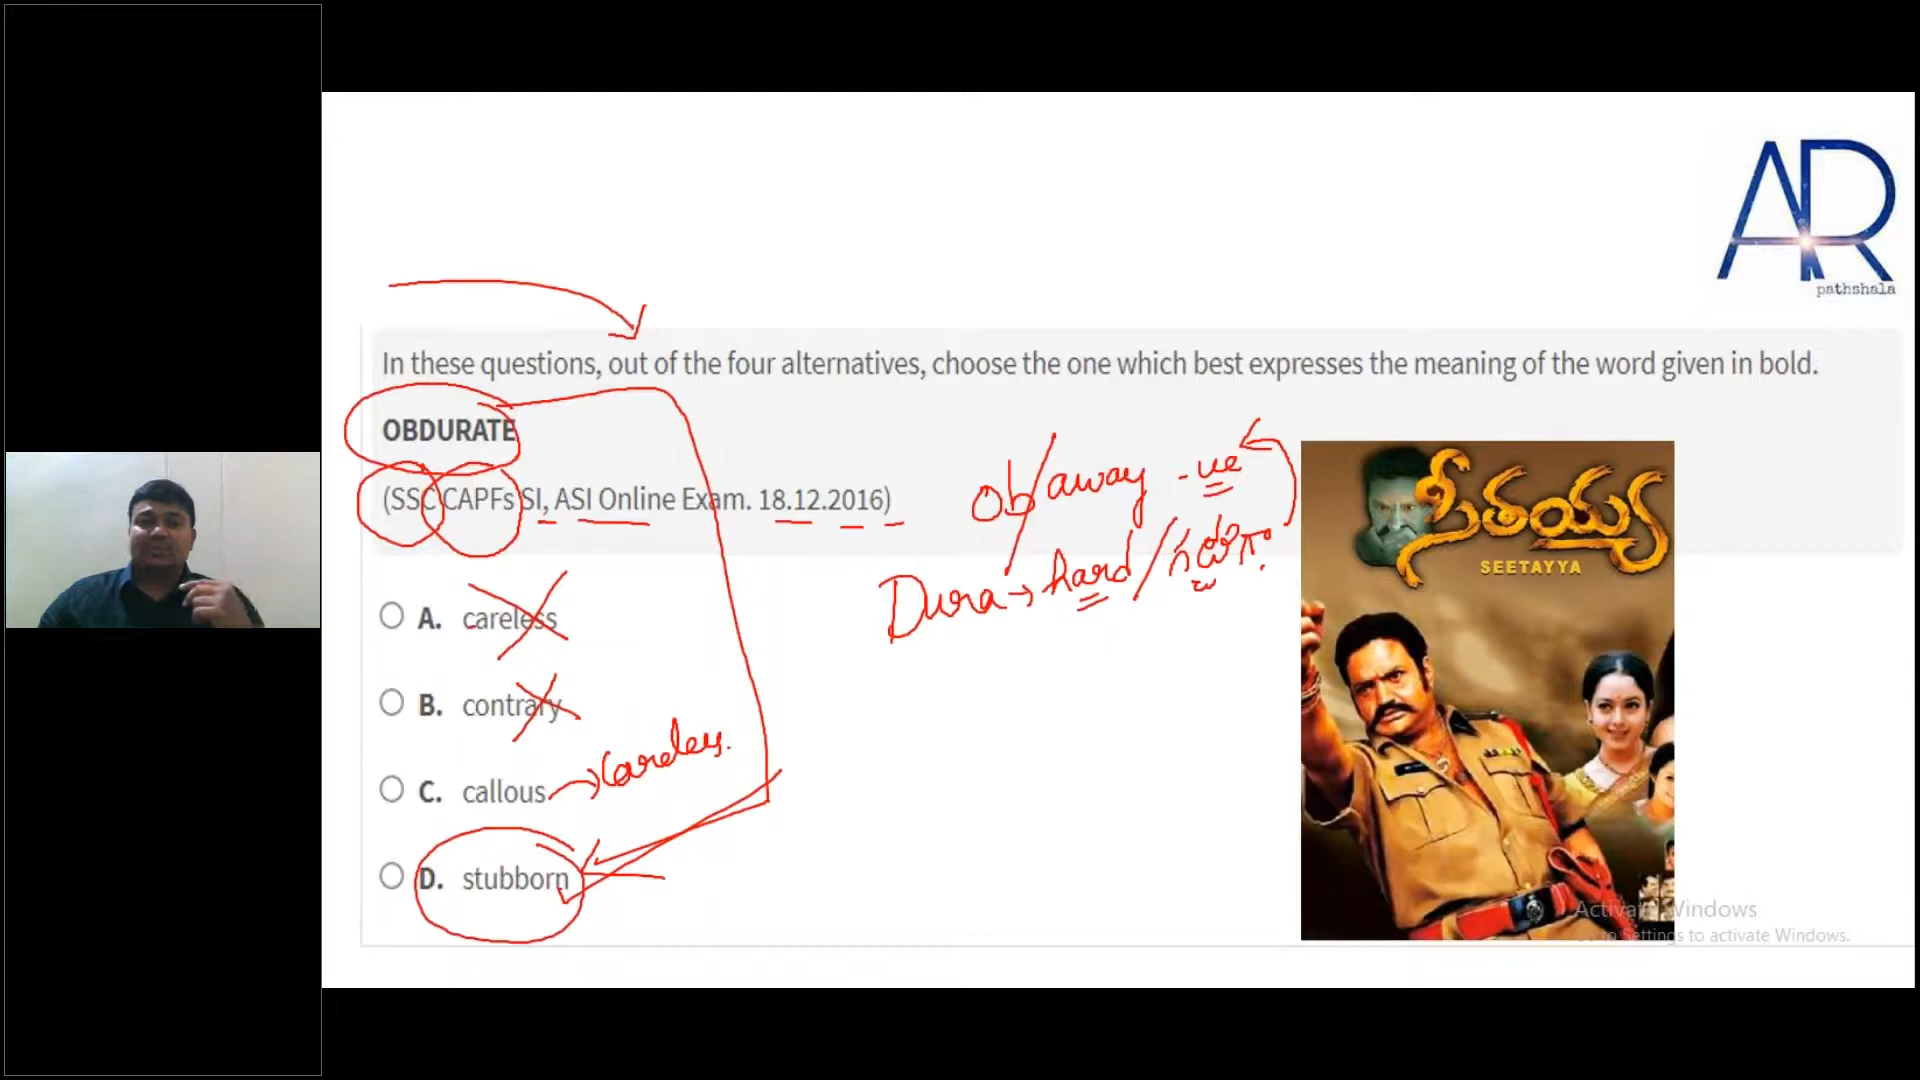 AR
pathshala
In these questions, out of the four alternatives, choose the one which best expresses the meaning of the word given in bold.
OBDURATE
(SSC CAPFs SI, ASI Online Exam. 18.12.2016)
Ob away -ve
Dura → hard /
A. careless
B. contrary
C. callous → careless.
D. stubborn
సీతయ్య
SEETAYYA
Activate Windows
Go to Settings to activate Windows.